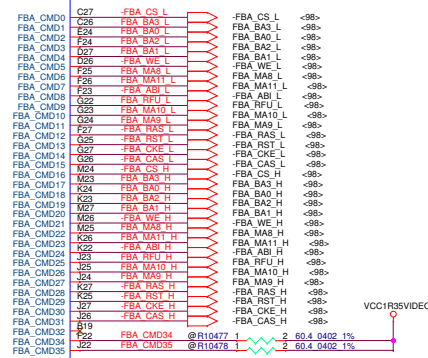 FBA_CMD0 C27 -FBA_CS_L -FBA_CS_L <98>
FBA_CMD1 C26 FBA_BA3_L FBA_BA3_L <98>
FBA_CMD2 E24 FBA_BA0_L FBA_BA0_L <98>
FBA_CMD3 F24 FBA_BA2_L FBA_BA2_L <98>
FBA_CMD4 D27 FBA_BA1_L FBA_BA1_L <98>
FBA_CMD5 D26 -FBA_WE_L -FBA_WE_L <98>
FBA_CMD6 F25 FBA_MA8_L FBA_MA8_L <98>
FBA_CMD7 F26 FBA_MA11_L FBA_MA11_L <98>
FBA_CMD8 F23 -FBA_ABI_L -FBA_ABI_L <98>
FBA_CMD9 G22 FBA_RFU_L FBA_RFU_L <98>
FBA_CMD10 G23 FBA_MA10_L FBA_MA10_L <98>
FBA_CMD11 G24 FBA_MA9_L FBA_MA9_L <98>
FBA_CMD12 F27 -FBA_RAS_L -FBA_RAS_L <98>
FBA_CMD13 G25 -FBA_RST_L -FBA_RST_L <98>
FBA_CMD14 G27 -FBA_CKE_L -FBA_CKE_L <98>
FBA_CMD15 G26 -FBA_CAS_L -FBA_CAS_L <98>
FBA_CMD16 M24 -FBA_CS_H -FBA_CS_H <98>
FBA_CMD17 M23 FBA_BA3_H FBA_BA3_H <98>
FBA_CMD18 K24 FBA_BA0_H FBA_BA0_H <98>
FBA_CMD19 K23 FBA_BA2_H FBA_BA2_H <98>
FBA_CMD20 M27 FBA_BA1_H FBA_BA1_H <98>
FBA_CMD21 M26 -FBA_WE_H -FBA_WE_H <98>
FBA_CMD22 M25 FBA_MA8_H FBA_MA8_H <98>
FBA_CMD23 K26 FBA_MA11_H FBA_MA11_H <98>
FBA_CMD24 K22 -FBA_ABI_H -FBA_ABI_H <98>
FBA_CMD25 J23 FBA_RFU_H FBA_RFU_H <98>
FBA_CMD26 J25 FBA_MA10_H FBA_MA10_H <98>
FBA_CMD27 J24 FBA_MA9_H FBA_MA9_H <98>
FBA_CMD28 K27 -FBA_RAS_H -FBA_RAS_H <98>
FBA_CMD29 K25 -FBA_RST_H -FBA_RST_H <98>
FBA_CMD30 J27 -FBA_CKE_H -FBA_CKE_H <98>
VCC1R35VIDEO
FBA_CMD31 J26 -FBA_CAS_H -FBA_CAS_H <98>
FBA_CMD32 B19
FBA_CMD34 F22 FBA_CMD34 @R10477 1 2 60.4_0402_1%
FBA_CMD35 J22 FBA_CMD35 @R10478 1 2 60.4_0402_1%